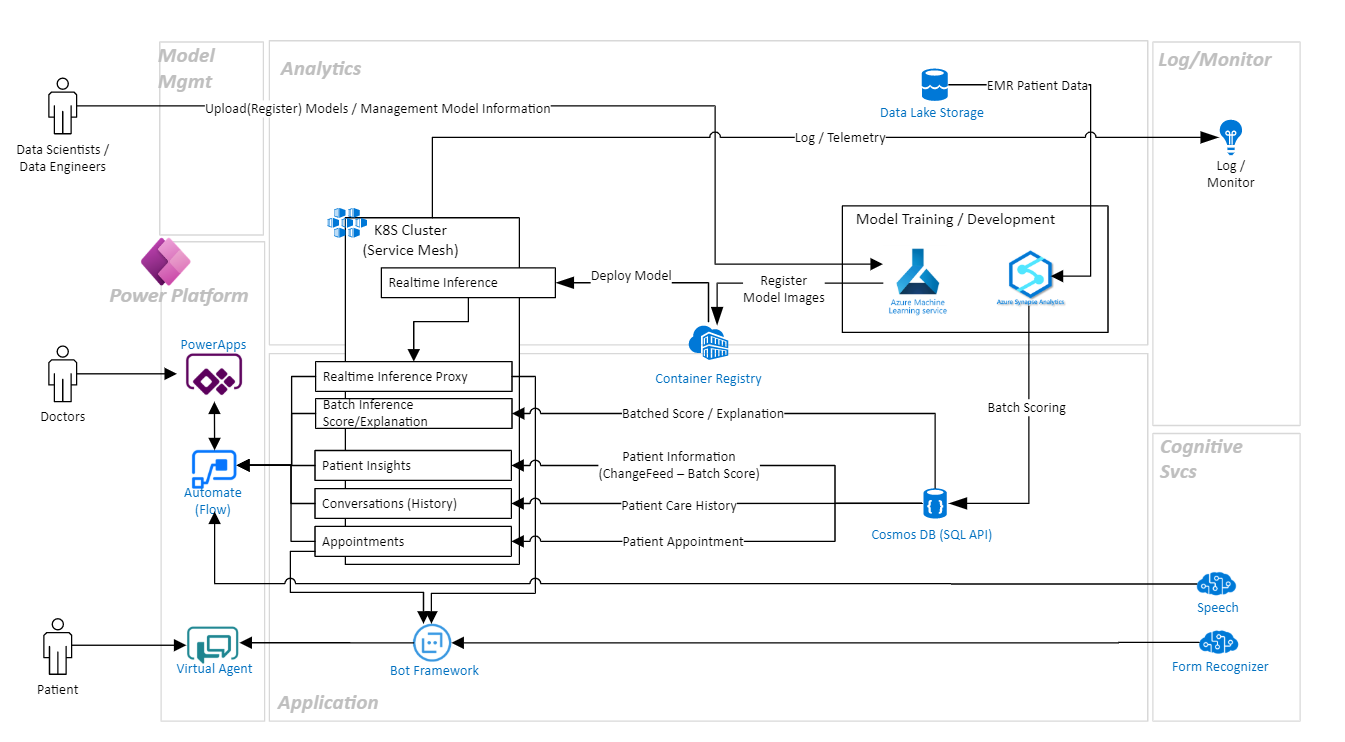 Model
Mgmt
Analytics
Log/Monitor
EMR Patient Data
Data Lake Storage
Upload(Register) Models / Management Model Information
Data Scientists /
Data Engineers
Log / Telemetry
Log /
Monitor
Model Training / Development
K8S Cluster
(Service Mesh)
Realtime Inference
Deploy Model
Register
Model Images
Azure Machine
Learning service
Azure Synapse Analytics
Power Platform
PowerApps
Doctors
Container Registry
Realtime Inference Proxy
Batch Inference
Score/Explanation
Batched Score / Explanation
Batch Scoring
Cognitive
Svcs
Patient Insights
Patient Information
(ChangeFeed – Batch Score)
Automate
(Flow)
Conversations (History)
Patient Care History
Cosmos DB (SQL API)
Appointments
Patient Appointment
Speech
Virtual Agent
Bot Framework
Form Recognizer
Patient
Application